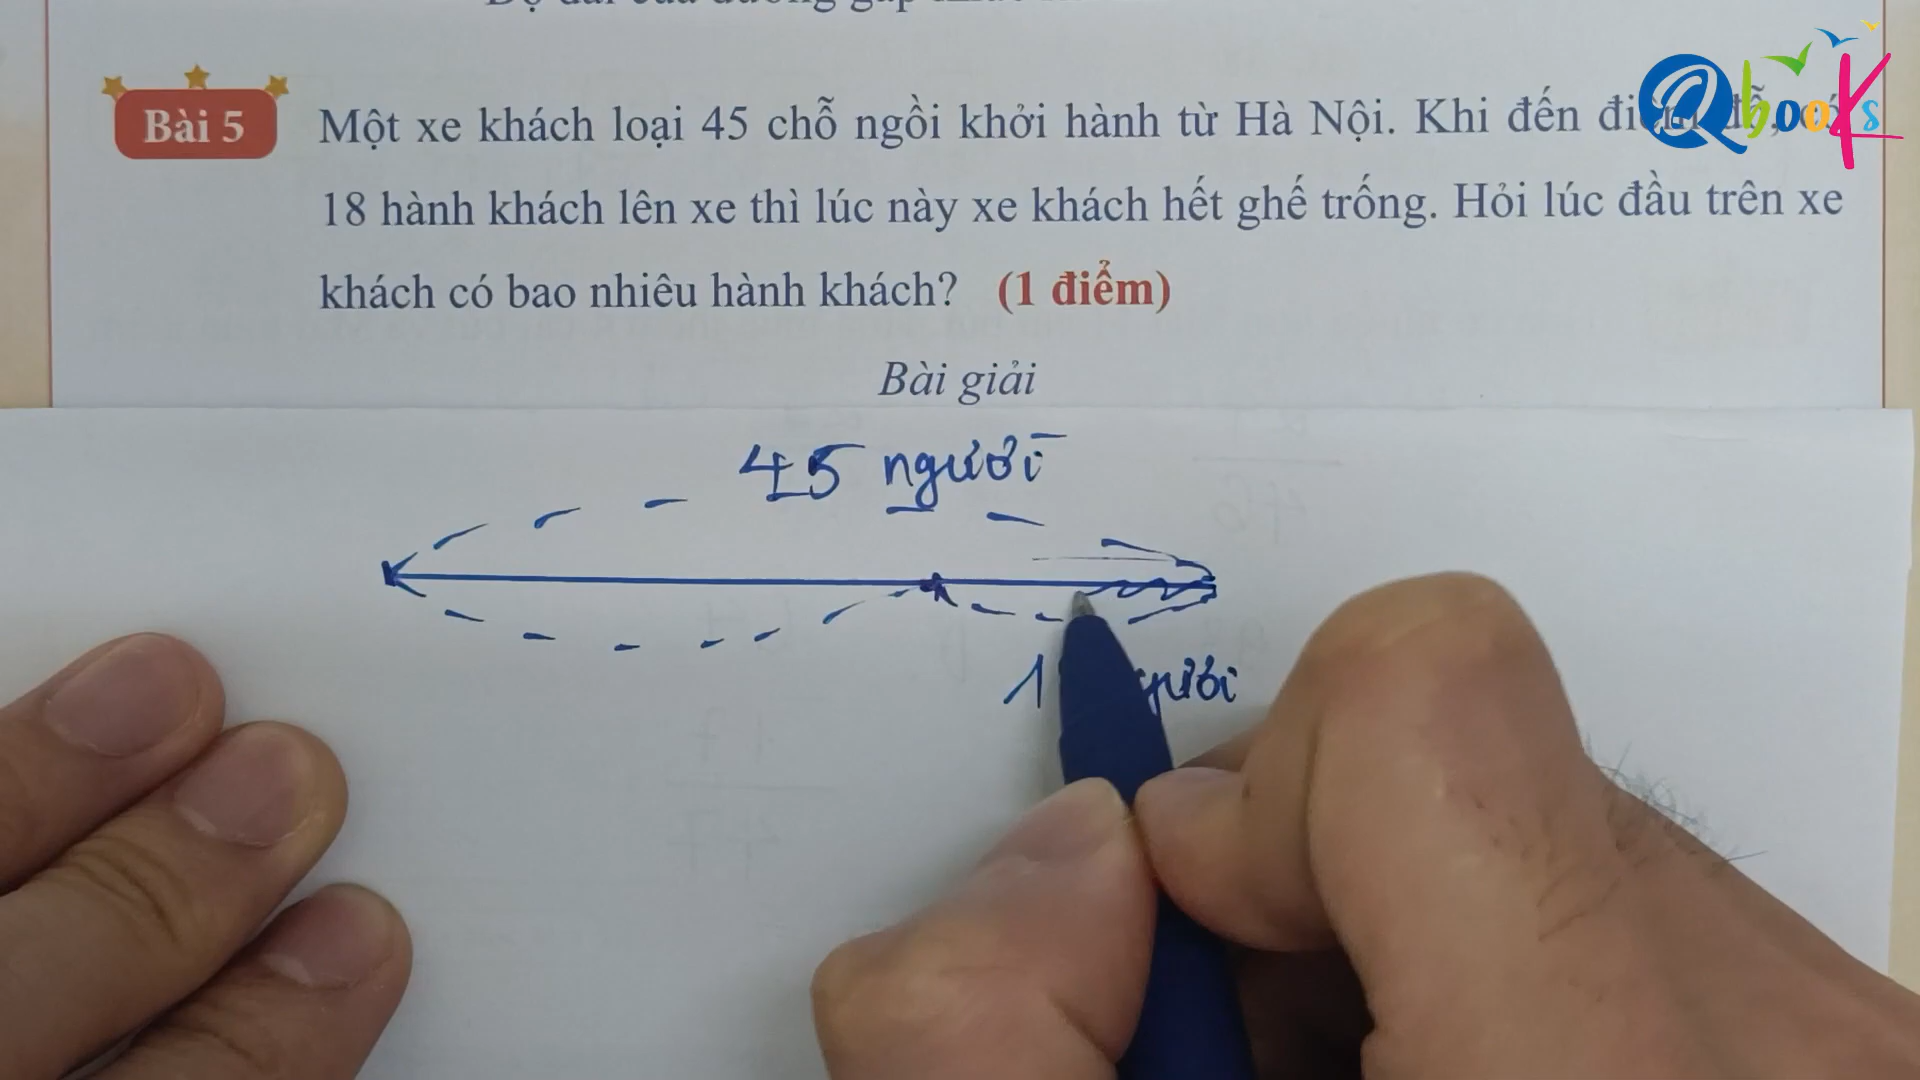 Bài 5
Một xe khách loại 45 chỗ ngồi khởi hành từ Hà Nội. Khi đến
Qbooks
18 hành khách lên xe thì lúc này xe khách hết ghế trống. Hỏi lúc đầu trên xe
khách có bao nhiêu hành khách? (1 điểm)
Bài giải
45 người